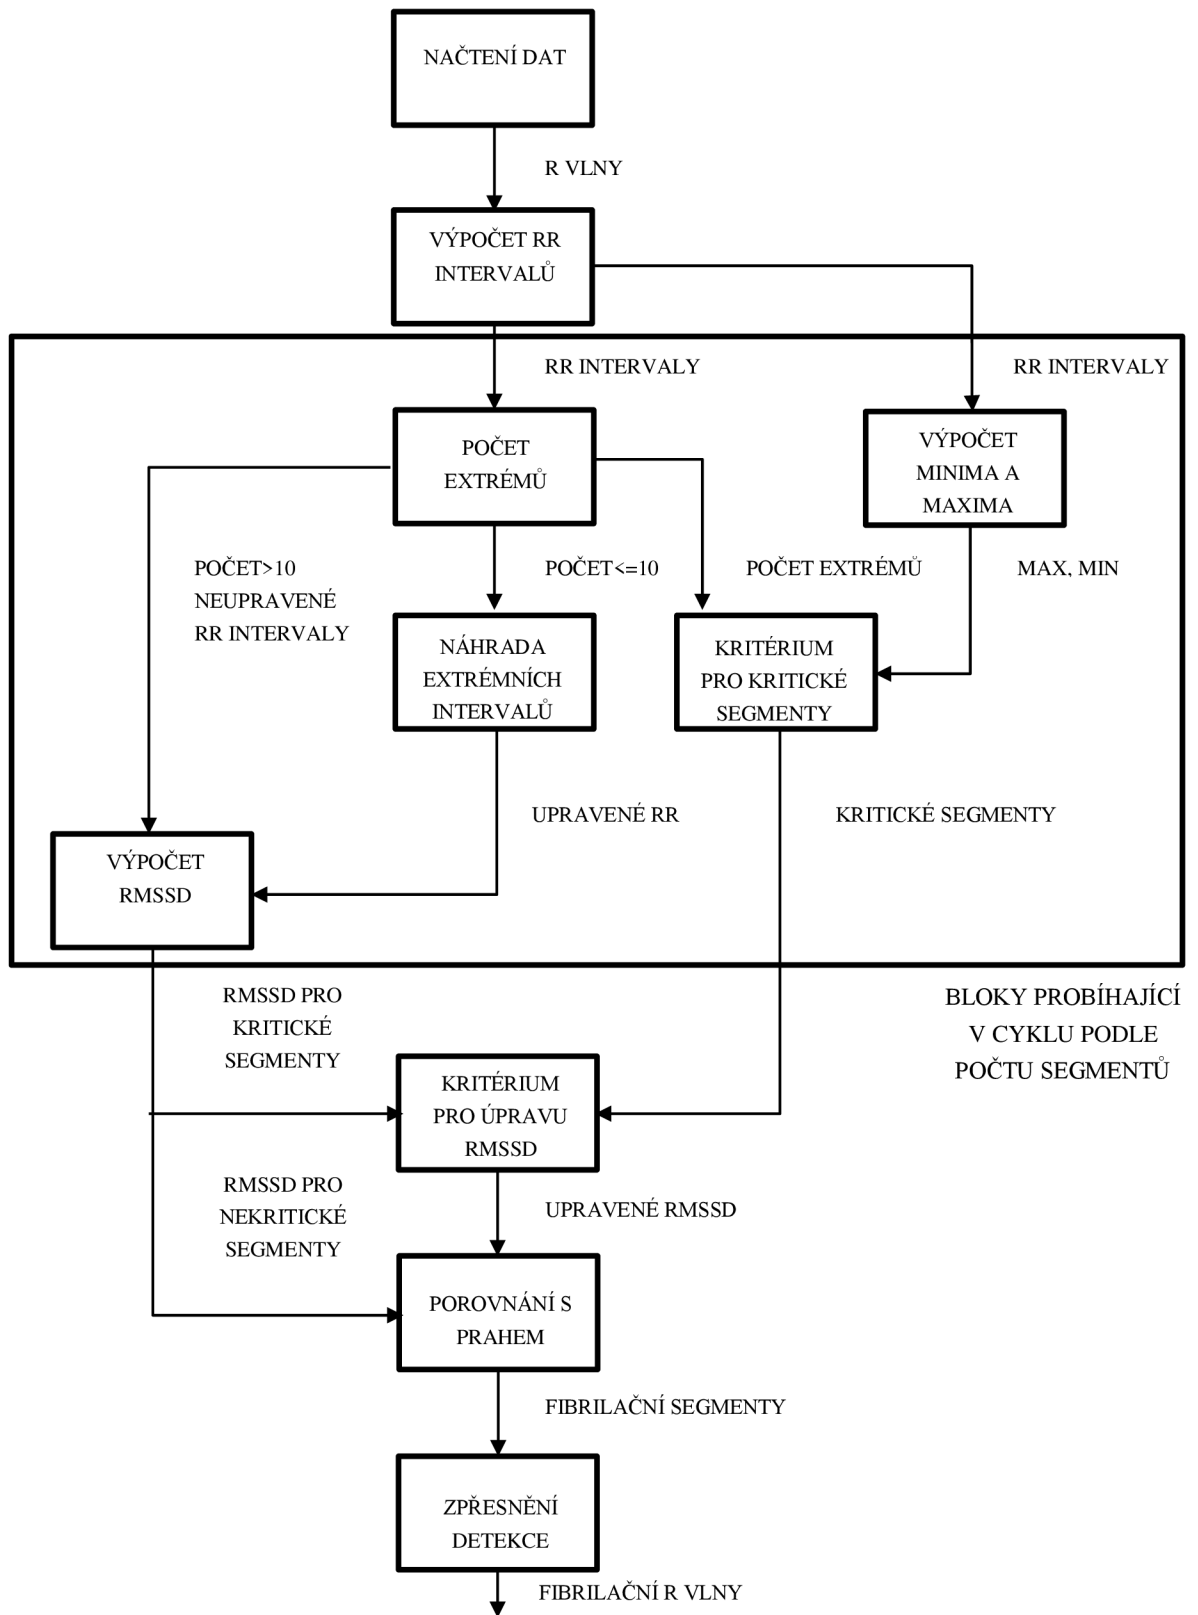 NAČTENÍ DAT
R VLNY
VÝPOČET RR
INTERVALŮ
RR INTERVALY
RR INTERVALY
POČET
EXTRÉMŮ
VÝPOČET
MINIMA A
MAXIMA
POČET>10
NEUPRAVENÉ
RR INTERVALY
POČET<=10
POČET EXTRÉMŮ
MAX, MIN
NÁHRADA
EXTRÉMNÍCH
INTERVALŮ
KRITÉRIUM
PRO KRITICKÉ
SEGMENTY
UPRAVENÉ RR
KRITICKÉ SEGMENTY
VÝPOČET
RMSSD
RMSSD PRO
KRITICKÉ
SEGMENTY
BLOKY PROBÍHAJÍCÍ
V CYKLU PODLE
POČTU SEGMENTŮ
KRITÉRIUM
PRO ÚPRAVU
RMSSD
RMSSD PRO
NEKRITICKÉ
SEGMENTY
UPRAVENÉ RMSSD
POROVNÁNÍ S
PRAHEM
FIBRILAČNÍ SEGMENTY
ZPŘESNĚNÍ
DETEKCE
FIBRILAČNÍ R VLNY